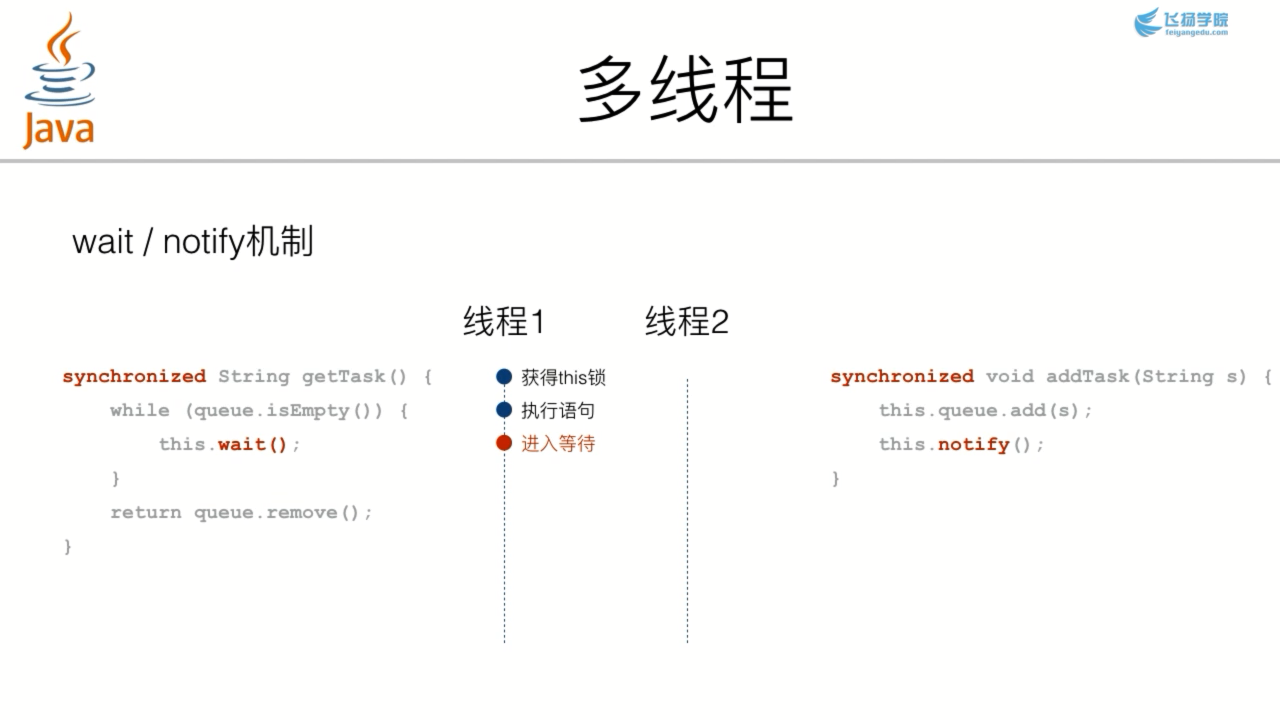 飞扬学院
feiyangedu.com
Java
多线程
wait / notify机制
线程1
线程2
synchronized String getTask() {
while (queue.isEmpty()) {
this.wait();
}
return queue.remove();
}
获得this锁
执行语句
进入等待
synchronized void addTask(String s) {
this.queue.add(s);
this.notify();
}